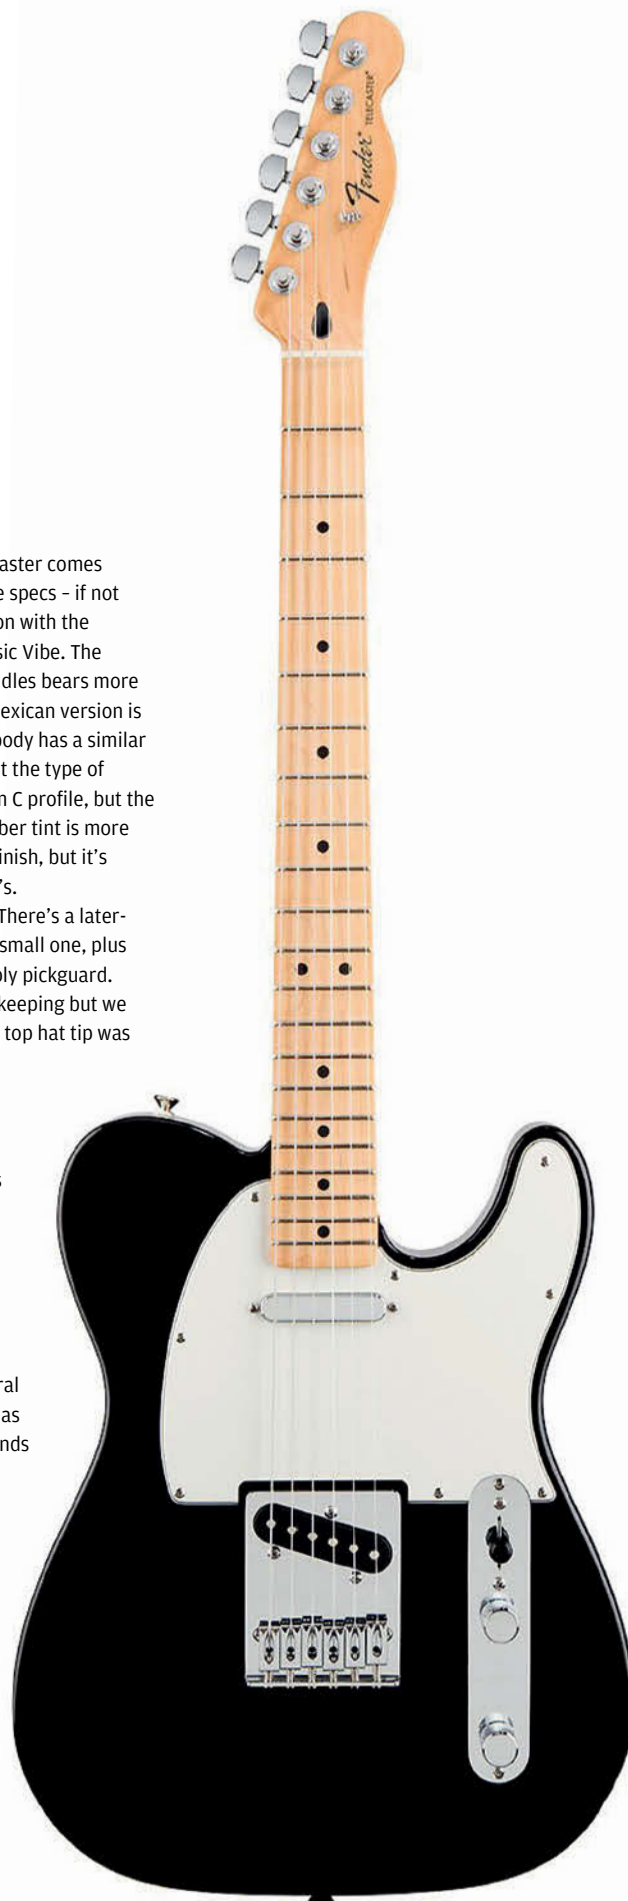 Fender®
TELECASTER®
aster comes
e specs – if not
on with the
sic Vibe. The
dles bears more
exican version is
body has a similar
t the type of
n C profile, but the
ber tint is more
finish, but it's
's.
There's a later-
small one, plus
ply pickguard.
keeping but we
top hat tip was
s
ral
as
nds